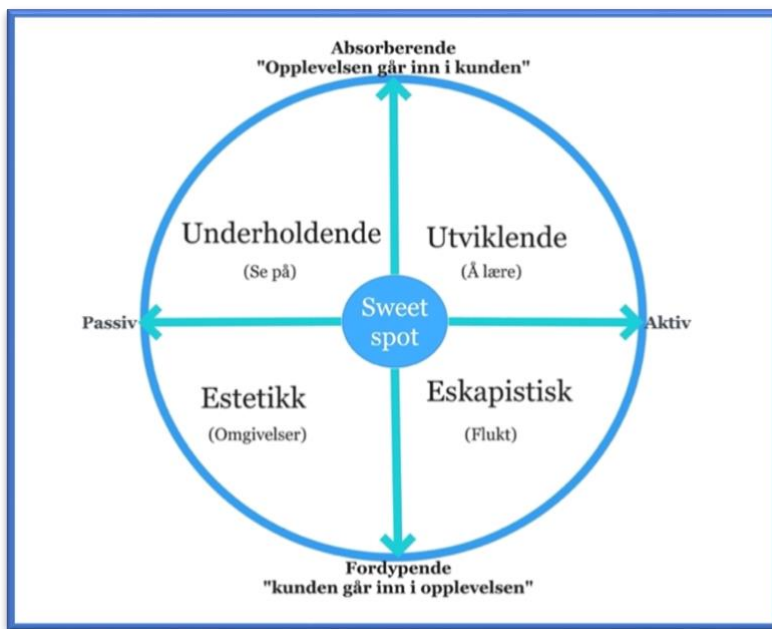 Absorberende
"Opplevelsen går inn i kunden"
Underholdende
(Se på)
Utviklende
(Å lære)
Passiv
Sweet
spot
Aktiv
Estetikk
(Omgivelser)
Eskapistisk
(Flukt)
Fordypende
"kunden går inn i opplevelsen"